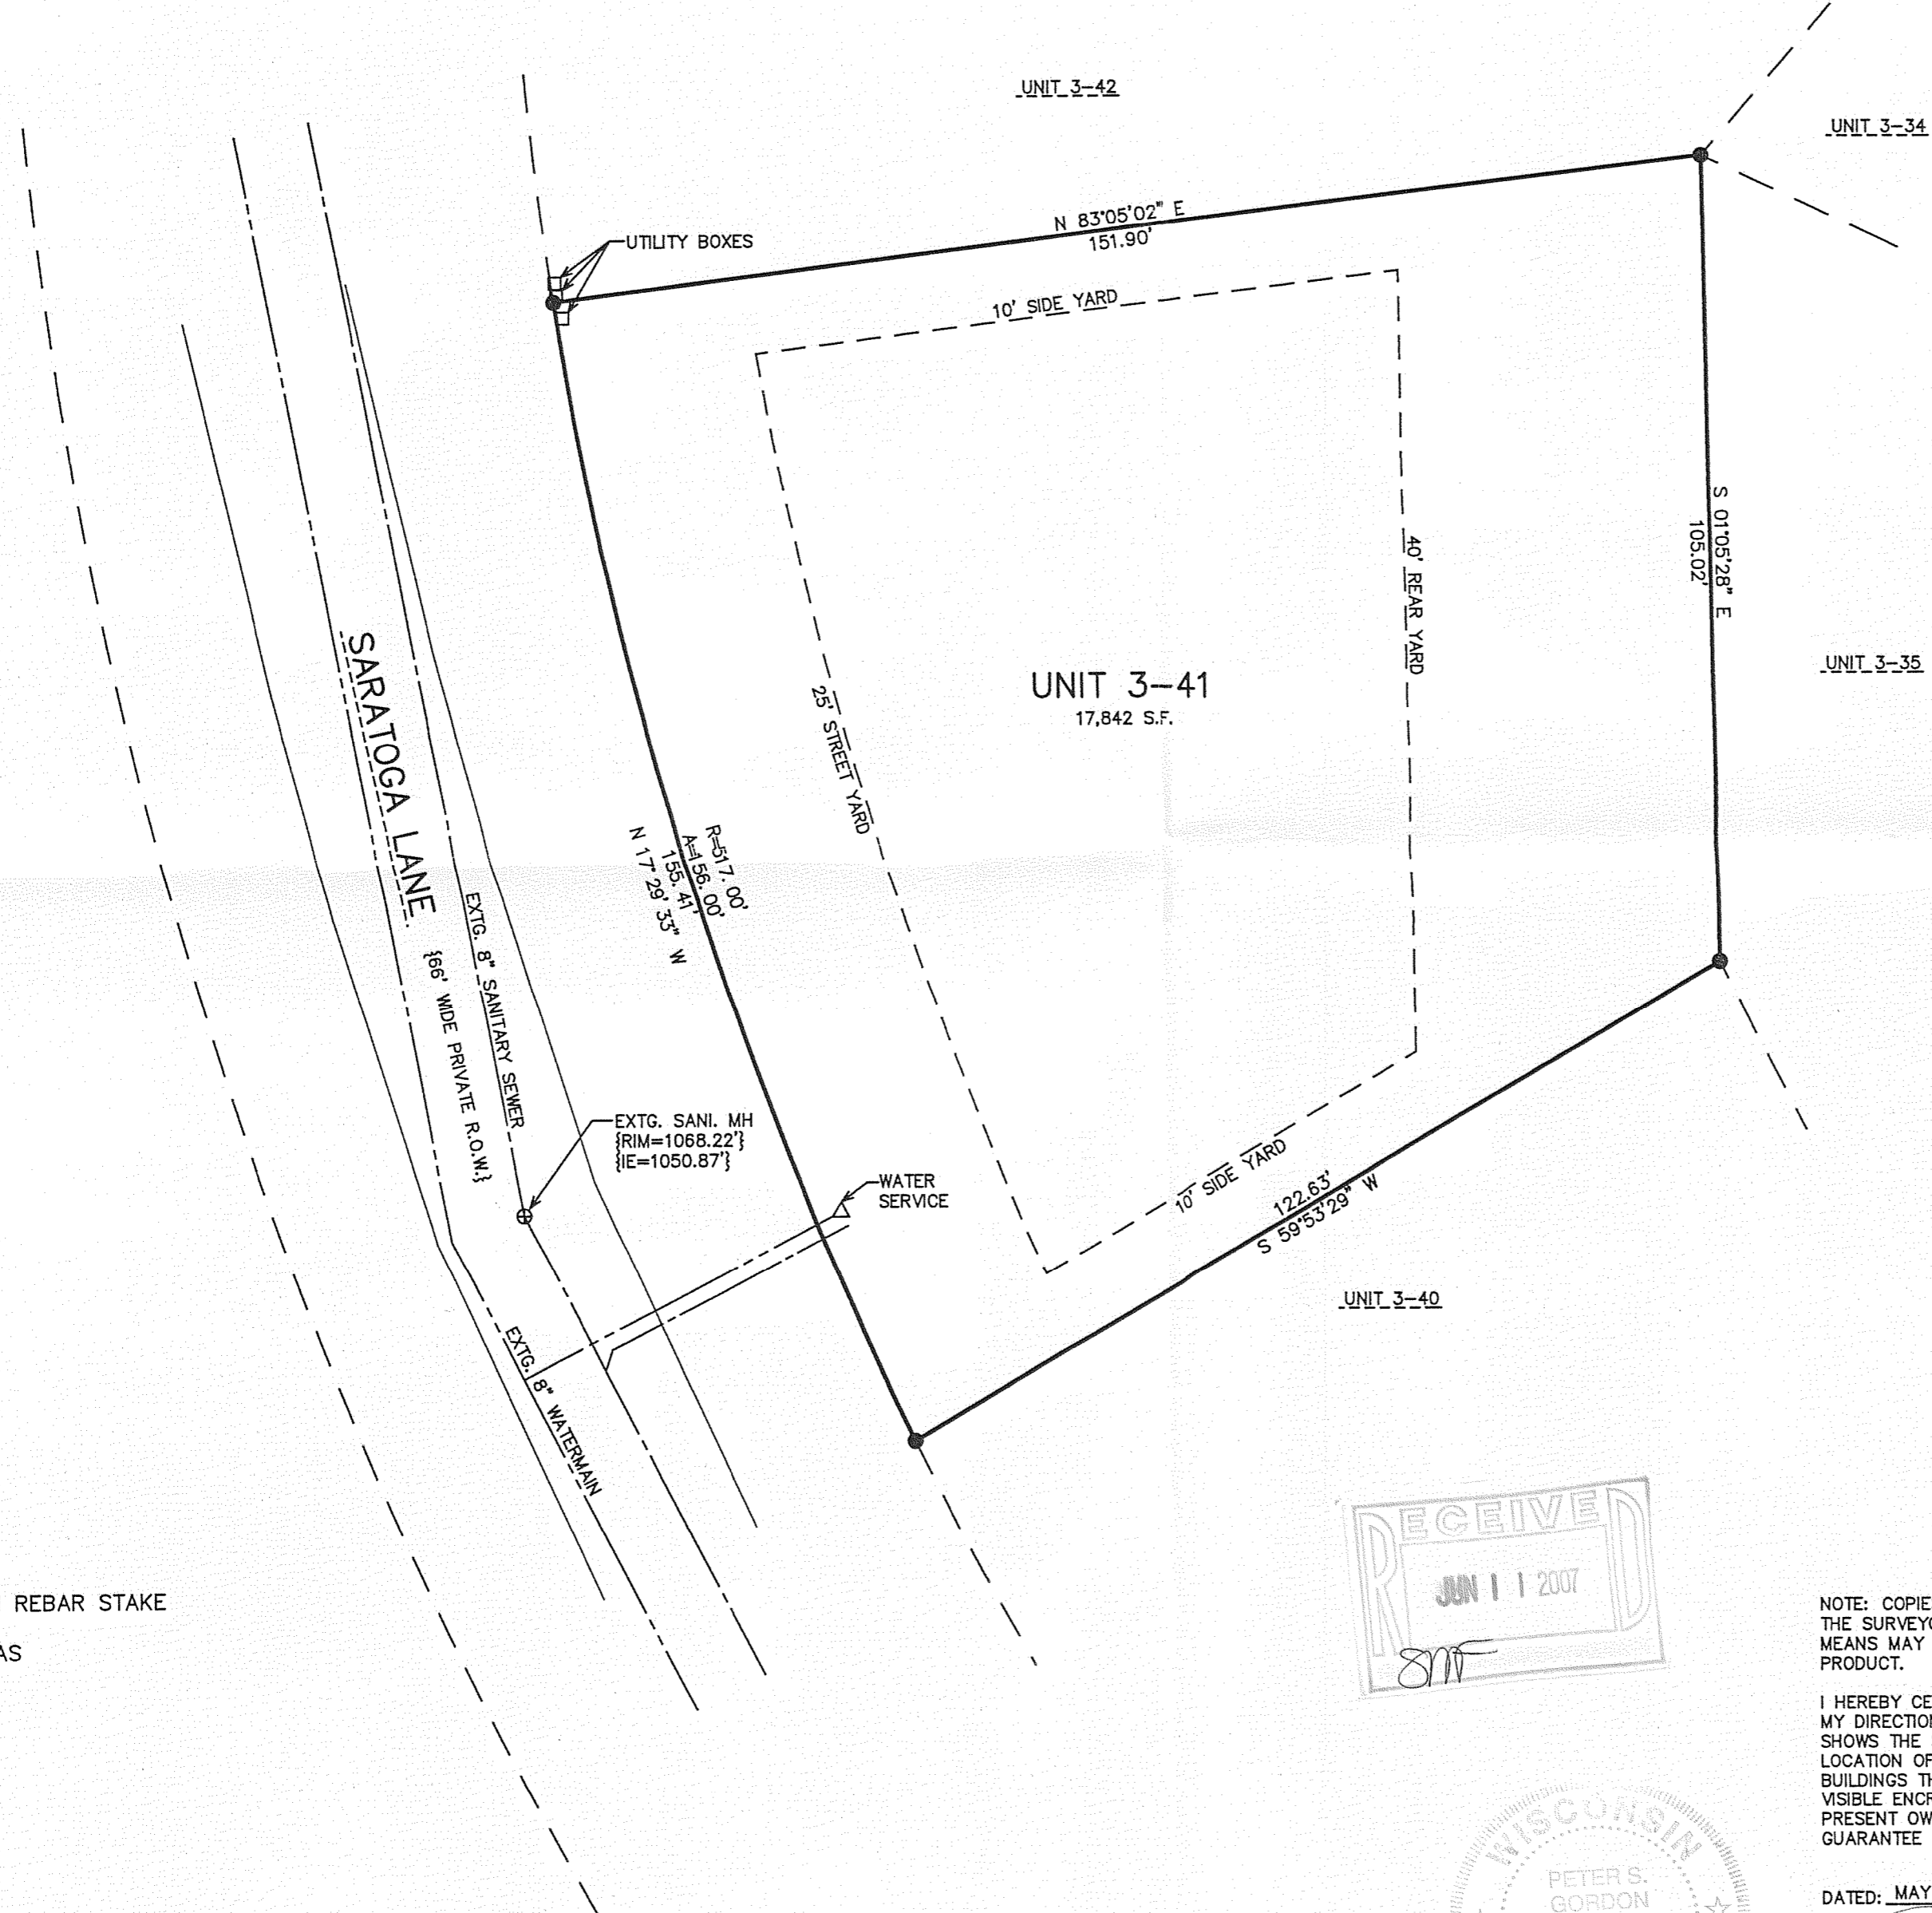 UNIT 3-42
UNIT 3-34
N 83°05'02" E
151.90'
UTILITY BOXES
10' SIDE YARD
S 01°05'28" E
105.02'
40' REAR YARD
UNIT 3-35
UNIT 3-41
17,842 S.F.
25' STREET YARD
R=517.00'
A=156.00'
155.41'
N 17°29'33" W
SARATOGA LANE
{66' WIDE PRIVATE R.O.W.}
EXTG. 8" SANITARY SEWER
EXTG. SANI. MH
{RIM=1068.22'}
{IE=1050.87'}
WATER
SERVICE
10' SIDE YARD
122.63'
S 59°53'29" W
UNIT 3-40
EXTG. 8" WATERMAIN
RECEIVED
JUN 11 2007
REBAR STAKE
AS
NOTE: COPIE
THE SURVEYO
MEANS MAY
PRODUCT.
I HEREBY CE
MY DIRECTION
SHOWS THE
LOCATION OF
BUILDINGS TH
VISIBLE ENCR
PRESENT OW
GUARANTEE
WISCONSIN
PETER S.
GORDON
DATED: MAY